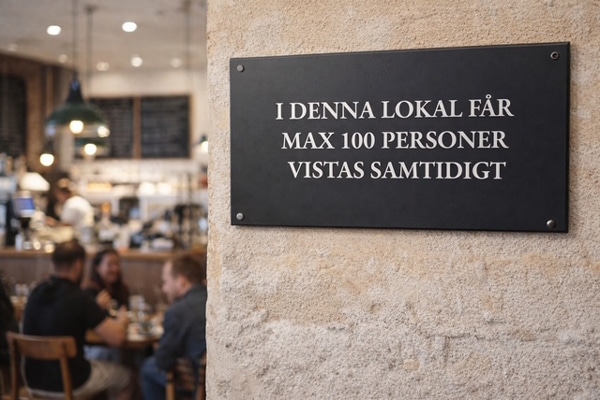 I DENNA LOKAL FÅR
MAX 100 PERSONER
VISTAS SAMTIDIGT